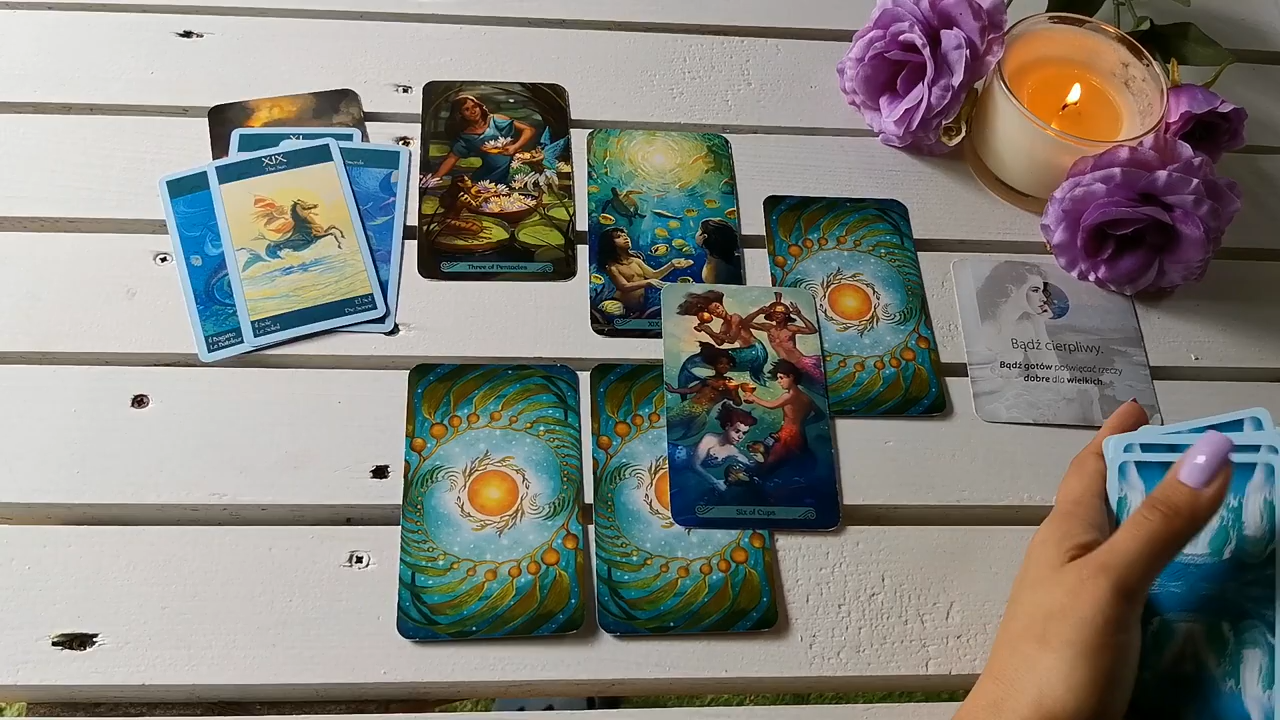 XI
XIX
The Sun
Il Sole
Le Soleil
El Sol
Die Sonne
Il Bagatto
Le Bateleur
Three of Pentacles
XIX
Six of Cups
Bądź cierpliwy.
Bądź gotów poświęcać rzeczy
dobre dla wielkich.